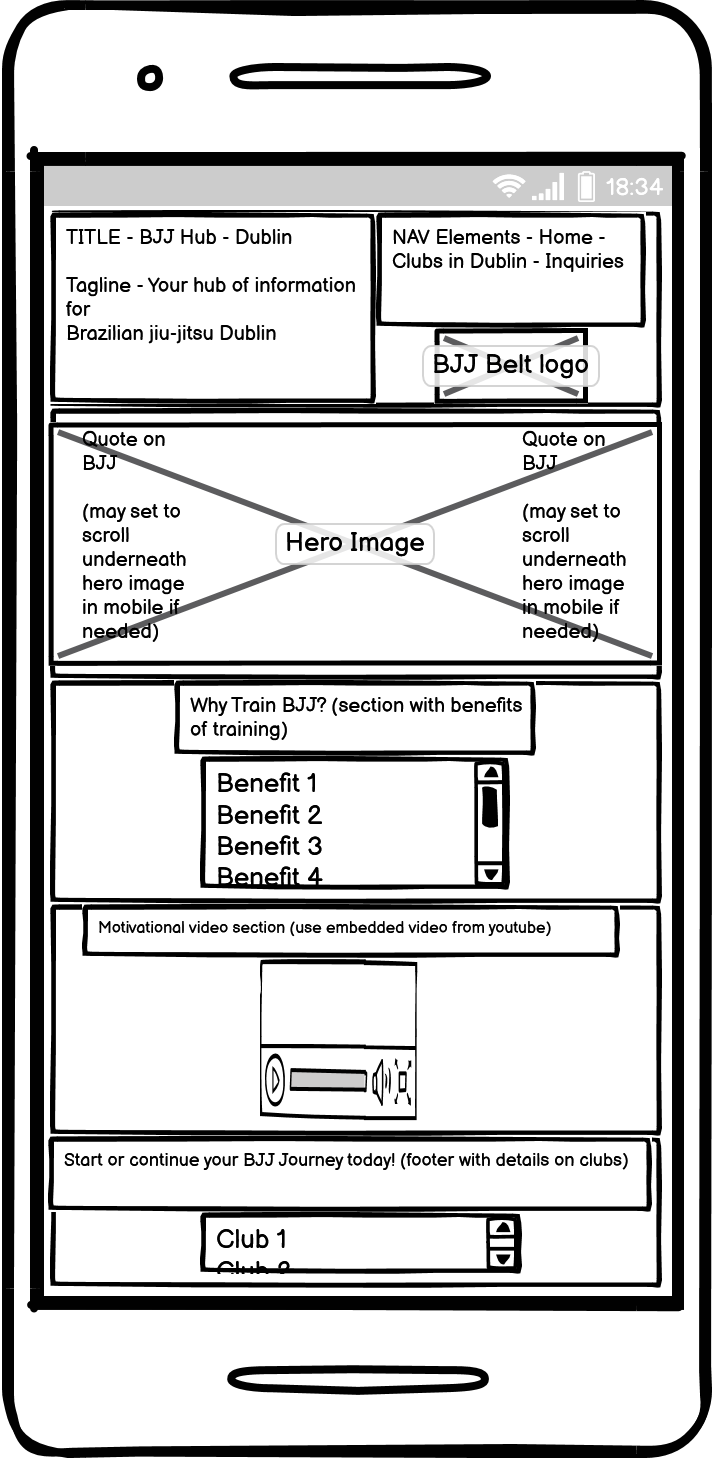 18:34
TITLE - BJJ Hub - Dublin
Tagline - Your hub of information
for
Brazilian jiu-jitsu Dublin
NAV Elements - Home -
Clubs in Dublin - Inquiries
BJJ Belt logo
Quote on
BJJ
(may set to
scroll
underneath
hero image
in mobile if
needed)
Hero Image
Quote on
BJJ
(may set to
scroll
underneath
hero image
in mobile if
needed)
Why Train BJJ? (section with benefits
of training)
Benefit 1
Benefit 2
Benefit 3
Benefit 4
Motivational video section (use embedded video from youtube)
Start or continue your BJJ Journey today! (footer with details on clubs)
Club 1